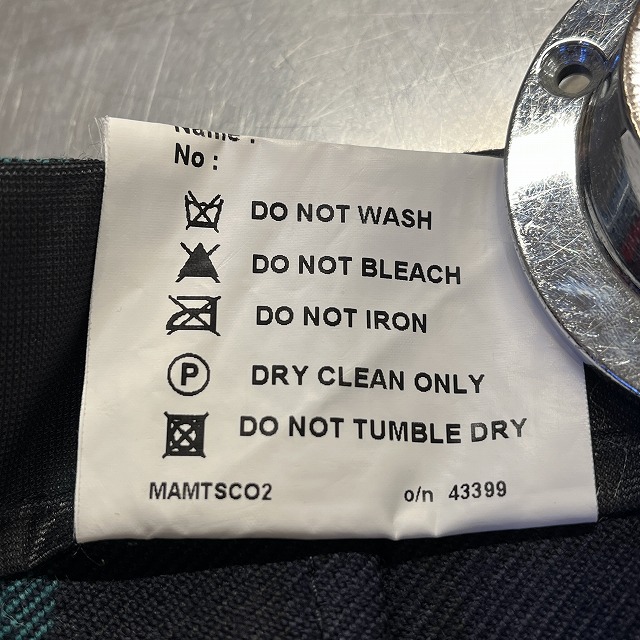 Name :
No :
DO NOT WASH
DO NOT BLEACH
DO NOT IRON
P DRY CLEAN ONLY
DO NOT TUMBLE DRY
MAMTSCO2 o/n 43399